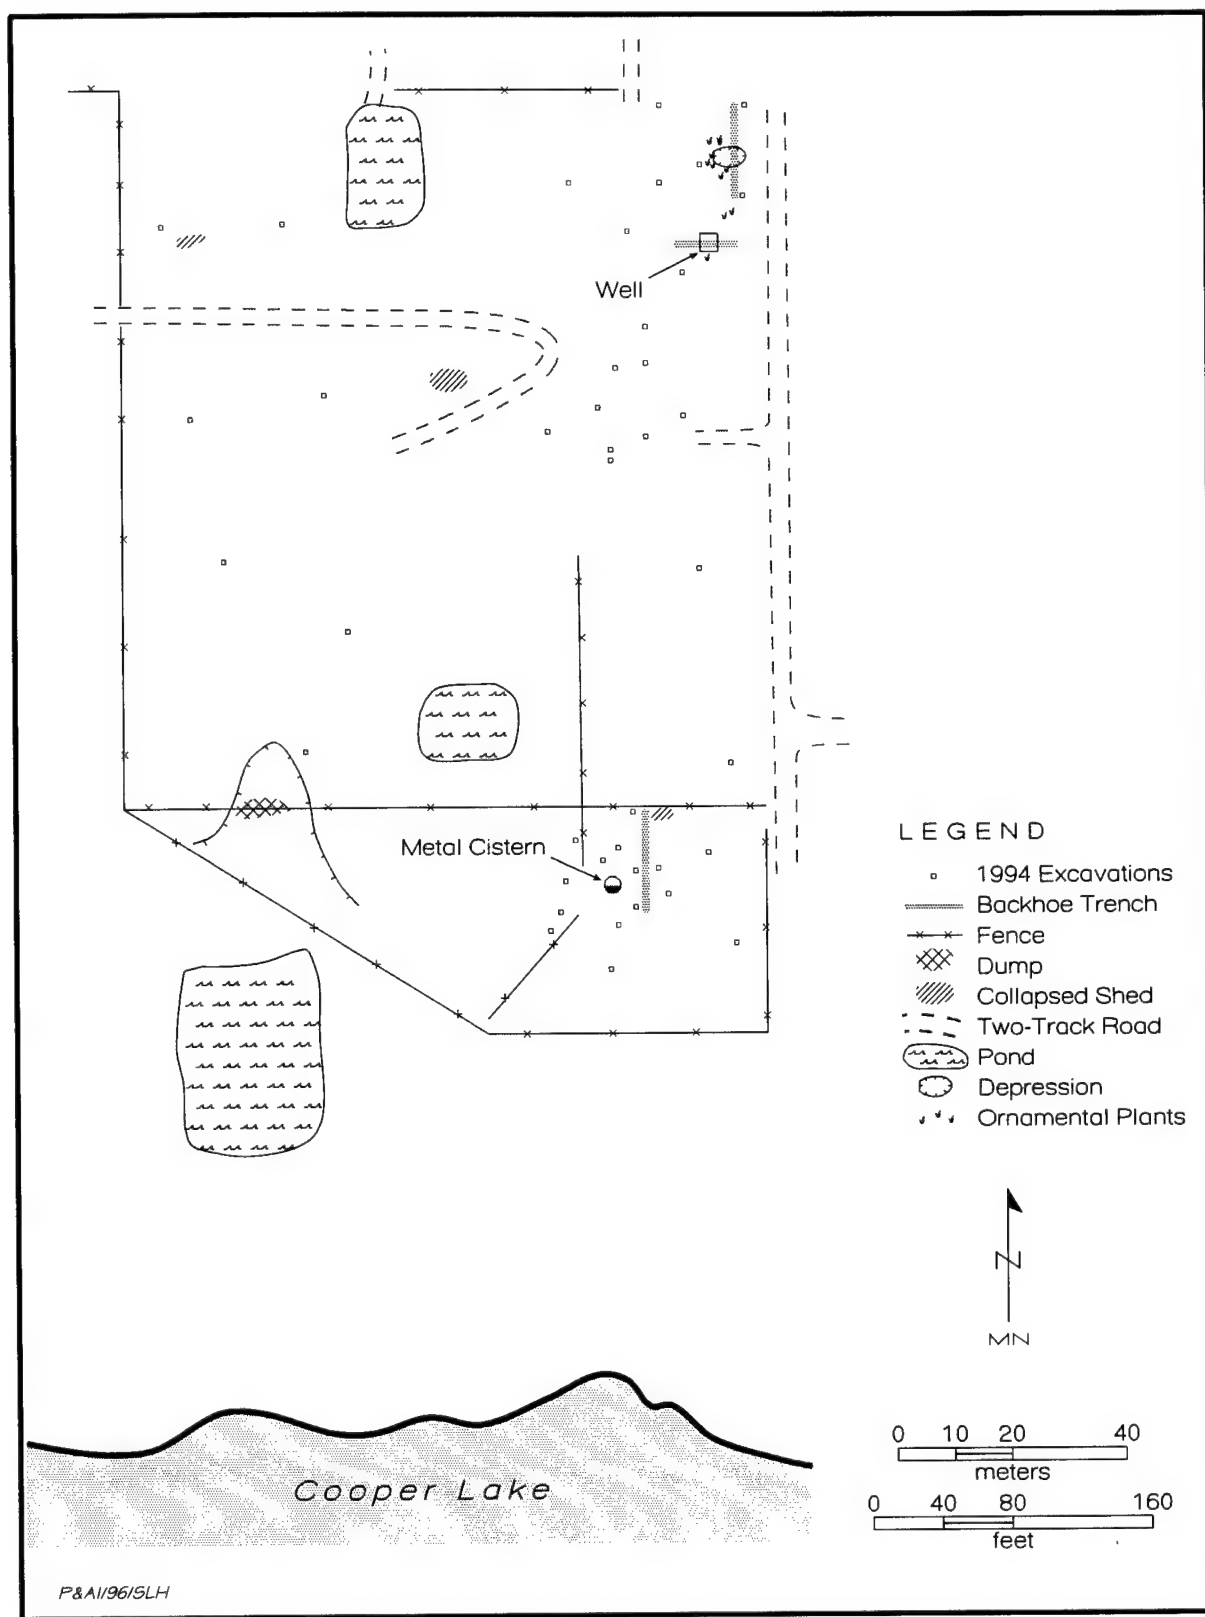 Well
Metal Cistern
LEGEND
1994 Excavations
Backhoe Trench
Fence
Dump
Collapsed Shed
Two-Track Road
Pond
Depression
Ornamental Plants
N
MN
0 10 20 40
meters
0 40 80 160
feet
Cooper Lake
P&AI/96/SLH